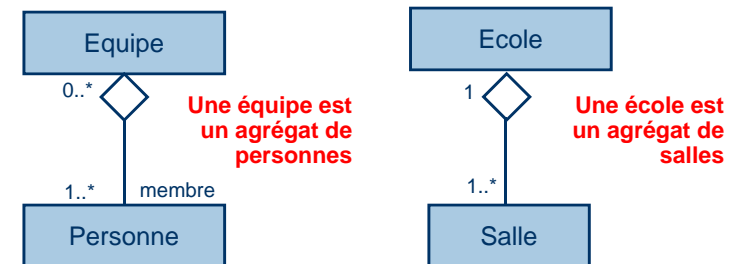 Equipe
0..*
Une équipe est
un agrégat de
personnes
1..*
membre
Personne
Ecole
1
Une école est
un agrégat de
salles
1..*
Salle